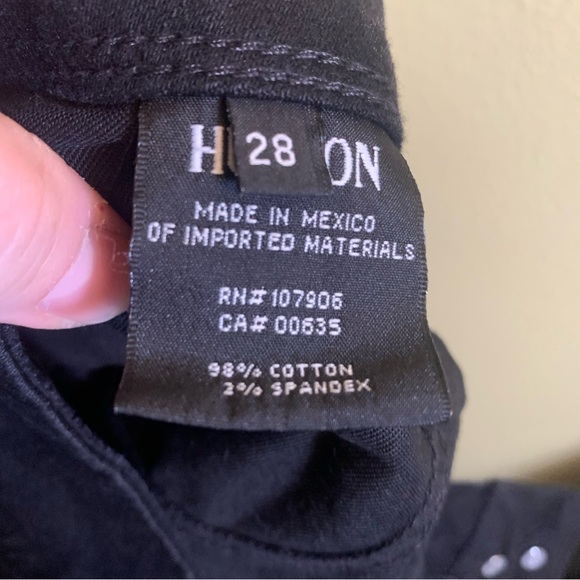 H 28 ON
MADE IN MEXICO
OF IMPORTED MATERIALS
RN# 107906
CA# 00635
98% COTTON
2% SPANDEX